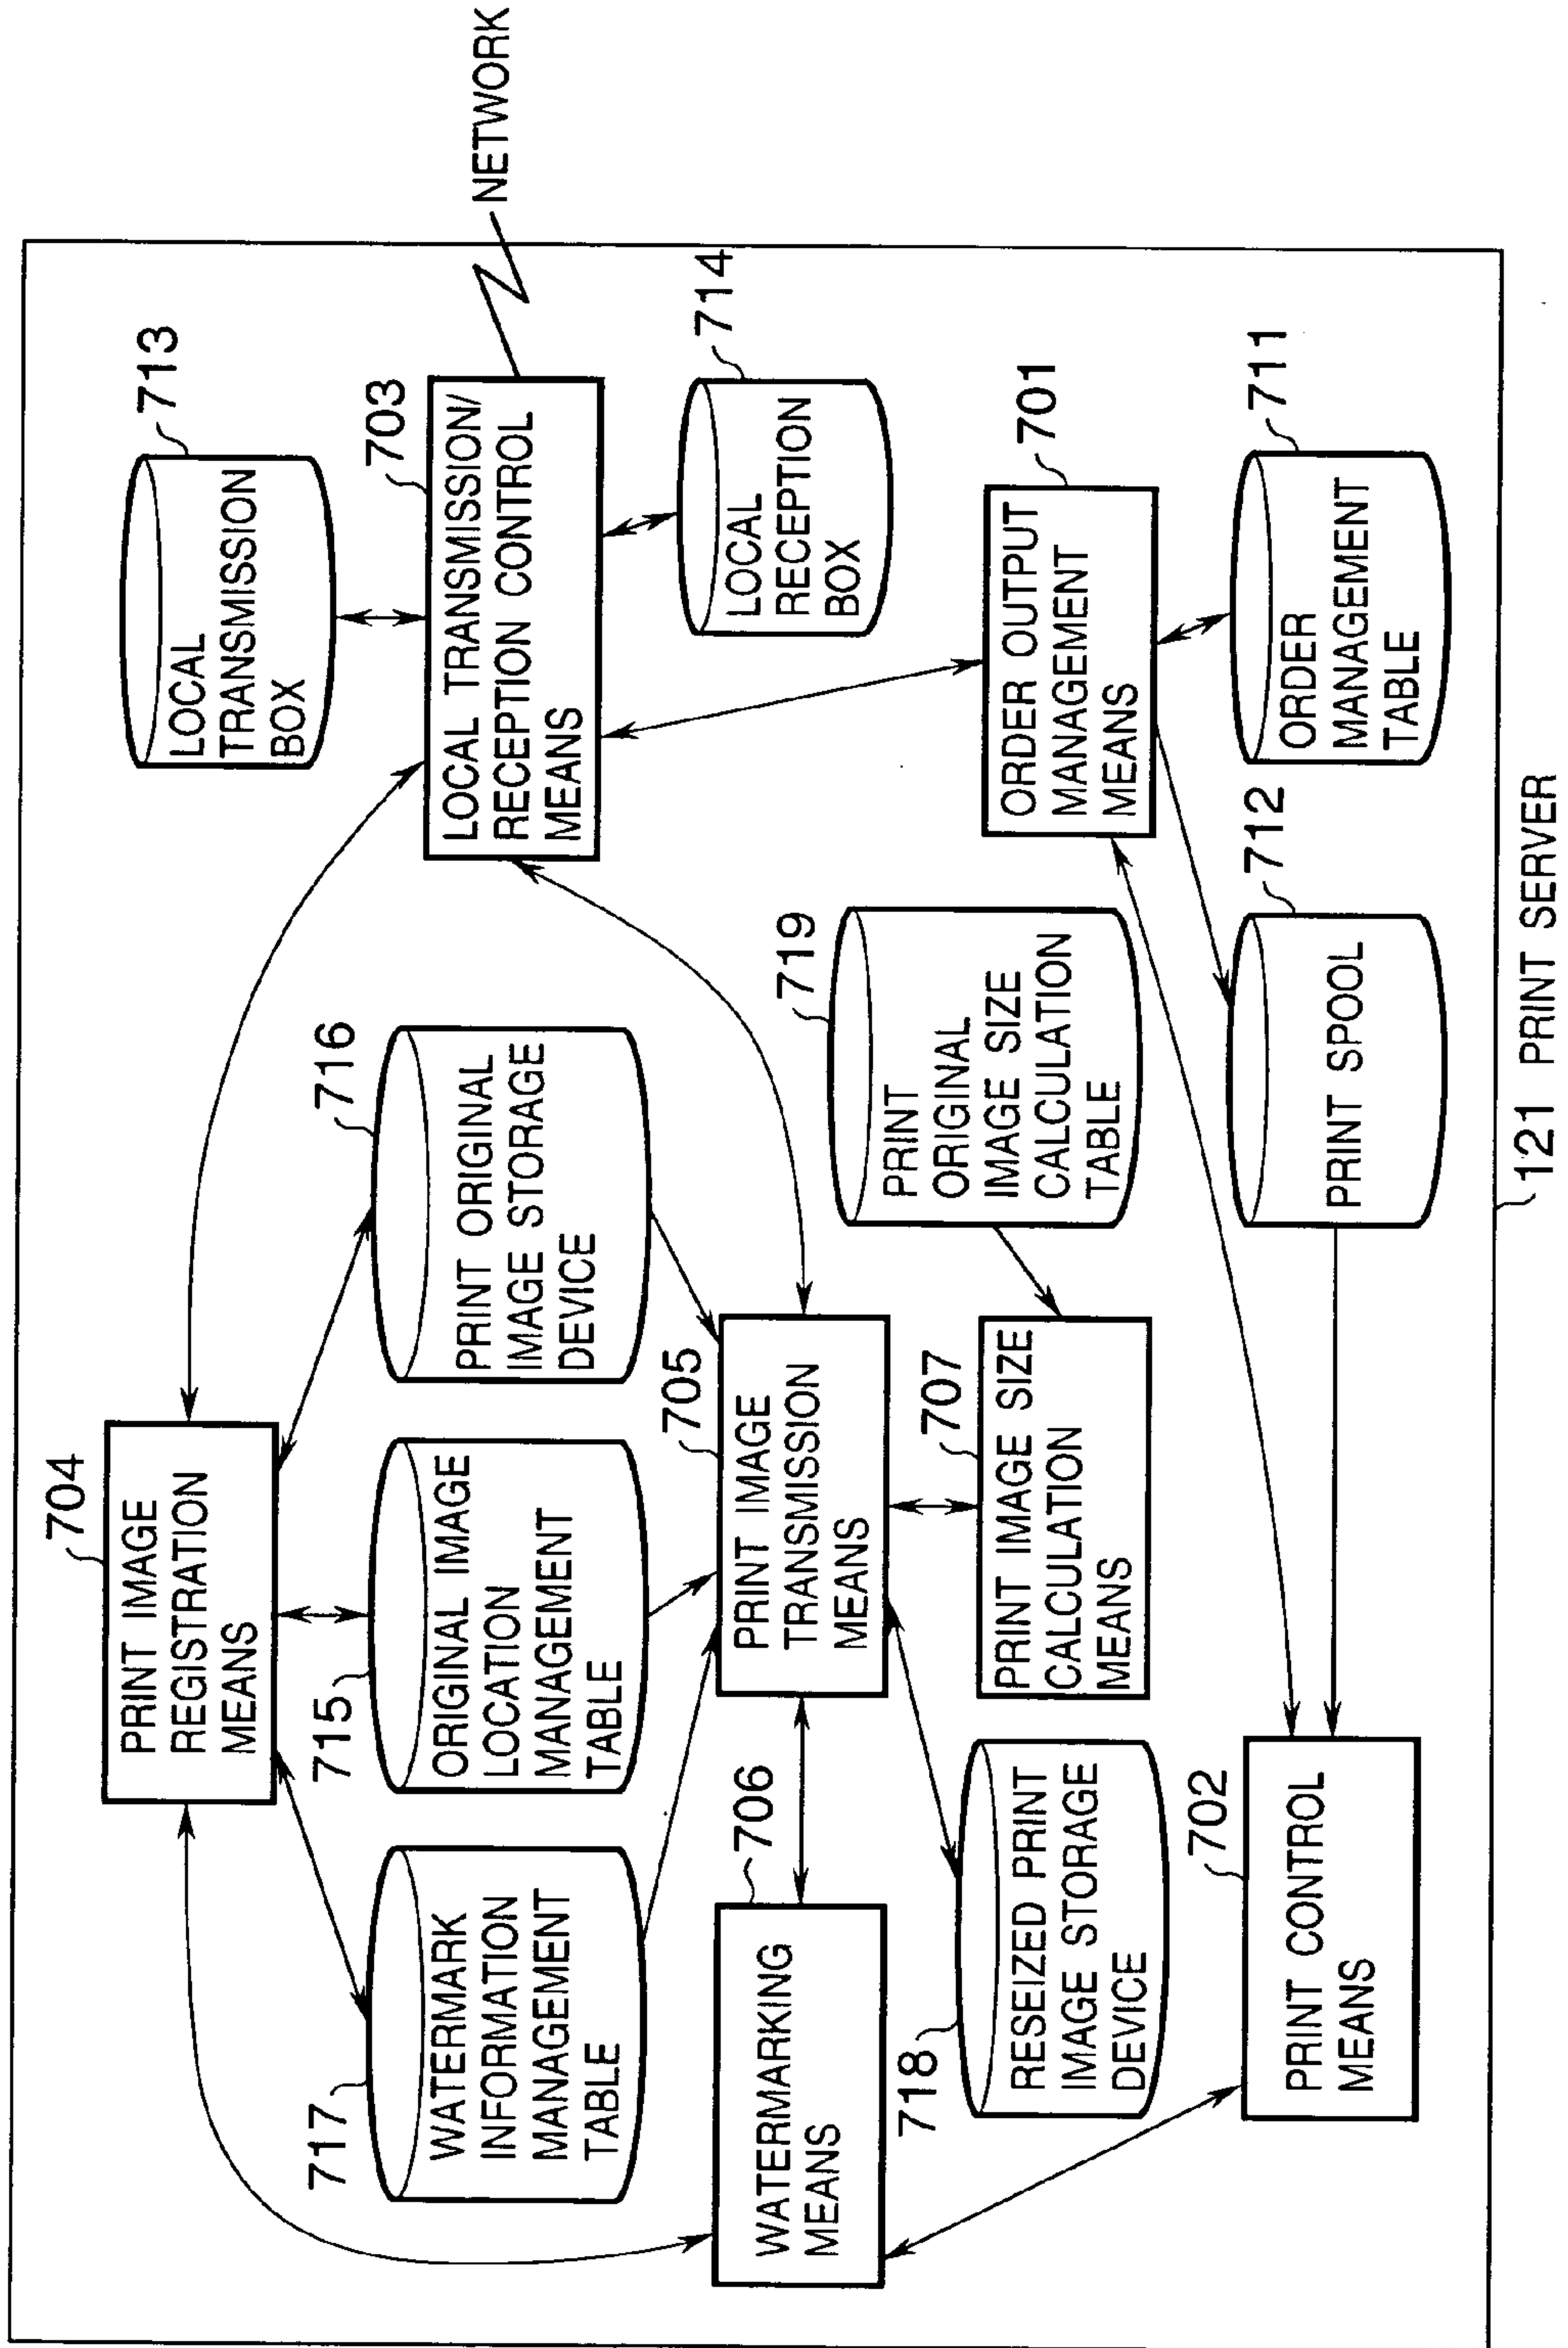 NETWORK
713
LOCAL
TRANSMISSION
BOX
703
LOCAL TRANSMISSION/
RECEPTION CONTROL
MEANS
714
LOCAL
RECEPTION
BOX
701
ORDER OUTPUT
MANAGEMENT
MEANS
711
ORDER
MANAGEMENT
TABLE
704
PRINT IMAGE
REGISTRATION
MEANS
716
PRINT ORIGINAL
IMAGE STORAGE
DEVICE
715
ORIGINAL IMAGE
LOCATION
MANAGEMENT
TABLE
717
WATERMARK
INFORMATION
MANAGEMENT
TABLE
705
PRINT IMAGE
TRANSMISSION
MEANS
719
PRINT
ORIGINAL
IMAGE SIZE
CALCULATION
TABLE
707
PRINT IMAGE SIZE
CALCULATION
MEANS
706
WATERMARKING
MEANS
718
RESEIZED PRINT
IMAGE STORAGE
DEVICE
712
PRINT SPOOL
702
PRINT CONTROL
MEANS
121 PRINT SERVER